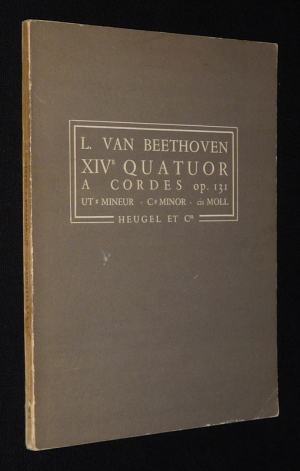 L. VAN BEETHOVEN
XIVe QUATUOR
A CORDES op. 131
UT♯ MINEUR - C♯ MINOR - cis MOLL
HEUGEL ET Cie